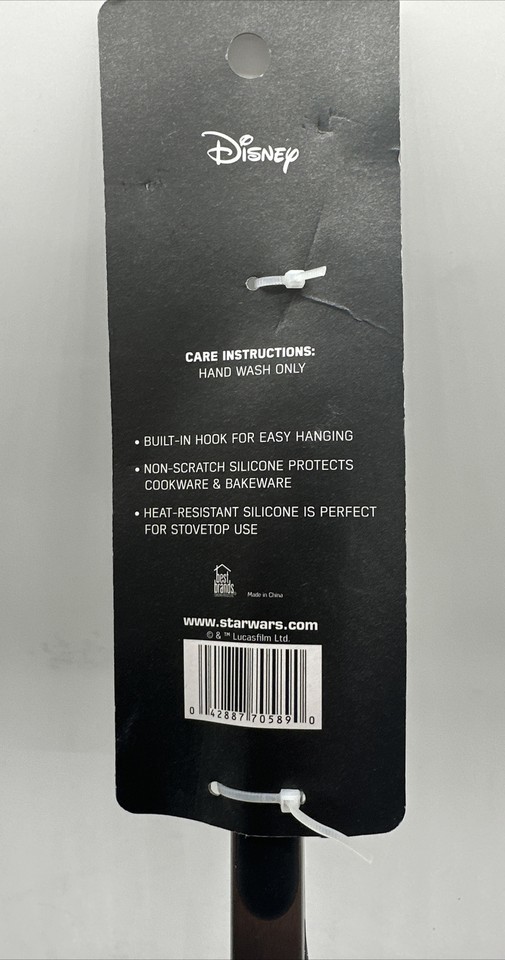 Disney
CARE INSTRUCTIONS:
HAND WASH ONLY
• BUILT-IN HOOK FOR EASY HANGING
• NON-SCRATCH SILICONE PROTECTS
COOKWARE & BAKEWARE
• HEAT-RESISTANT SILICONE IS PERFECT
FOR STOVETOP USE
best
brands
Made in China
www.starwars.com
© & ™ Lucasfilm Ltd.
0 42887 70589 0